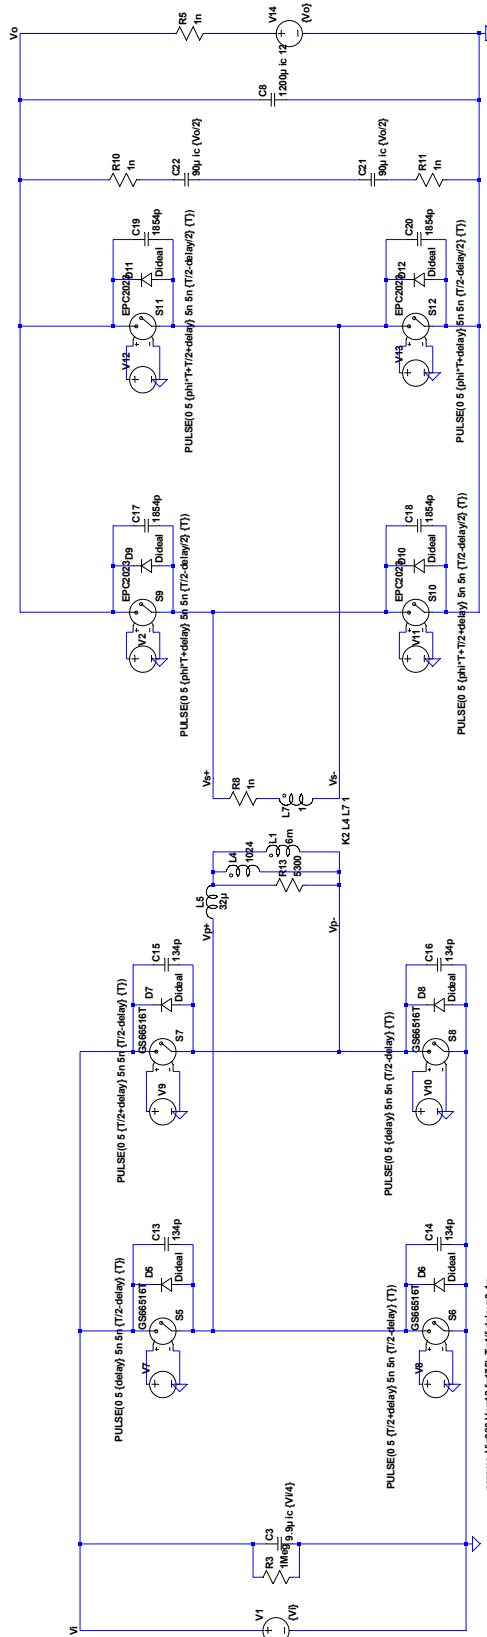 Vi
V1
{Vi}
R3
1Meg
C3
9.9µ ic {Vi/4}
PULSE(0 5 {delay} 5n 5n {T/2-delay} {T})
V7
GS66516T
S5
D5
Dideal
C13
134p
PULSE(0 5 {T/2+delay} 5n 5n {T/2-delay} {T})
V8
GS66516T
S6
D6
Dideal
C14
134p
PULSE(0 5 {T/2+delay} 5n 5n {T/2-delay} {T})
V9
GS66516T
S7
D7
Dideal
C15
134p
PULSE(0 5 {delay} 5n 5n {T/2-delay} {T})
V10
GS66516T
S8
D8
Dideal
C16
134p
Vp+
Vp-
L5
32µ
L4
1024
L1
6m
R13
5300
K2 L4 L7 1
L7
1
R8
1n
Vs+
Vs-
PULSE(0 5 {phi*T+delay} 5n 5n {T/2-delay/2} {T})
V2
EPC2023
S9
D9
Dideal
C17
1854p
PULSE(0 5 {phi*T+T/2+delay} 5n 5n {T/2-delay/2} {T})
V11
EPC2023
S10
D10
Dideal
C18
1854p
PULSE(0 5 {phi*T+T/2+delay} 5n 5n {T/2-delay/2} {T})
V12
EPC2023
S11
D11
Dideal
C19
1854p
PULSE(0 5 {phi*T+delay} 5n 5n {T/2-delay/2} {T})
V13
EPC2023
S12
D12
Dideal
C20
1854p
R10
1n
C22
90µ ic {Vo/2}
C21
90µ ic {Vo/2}
R11
1n
C8
1200µ ic 12
Vo
R5
1n
V14
{Vo}